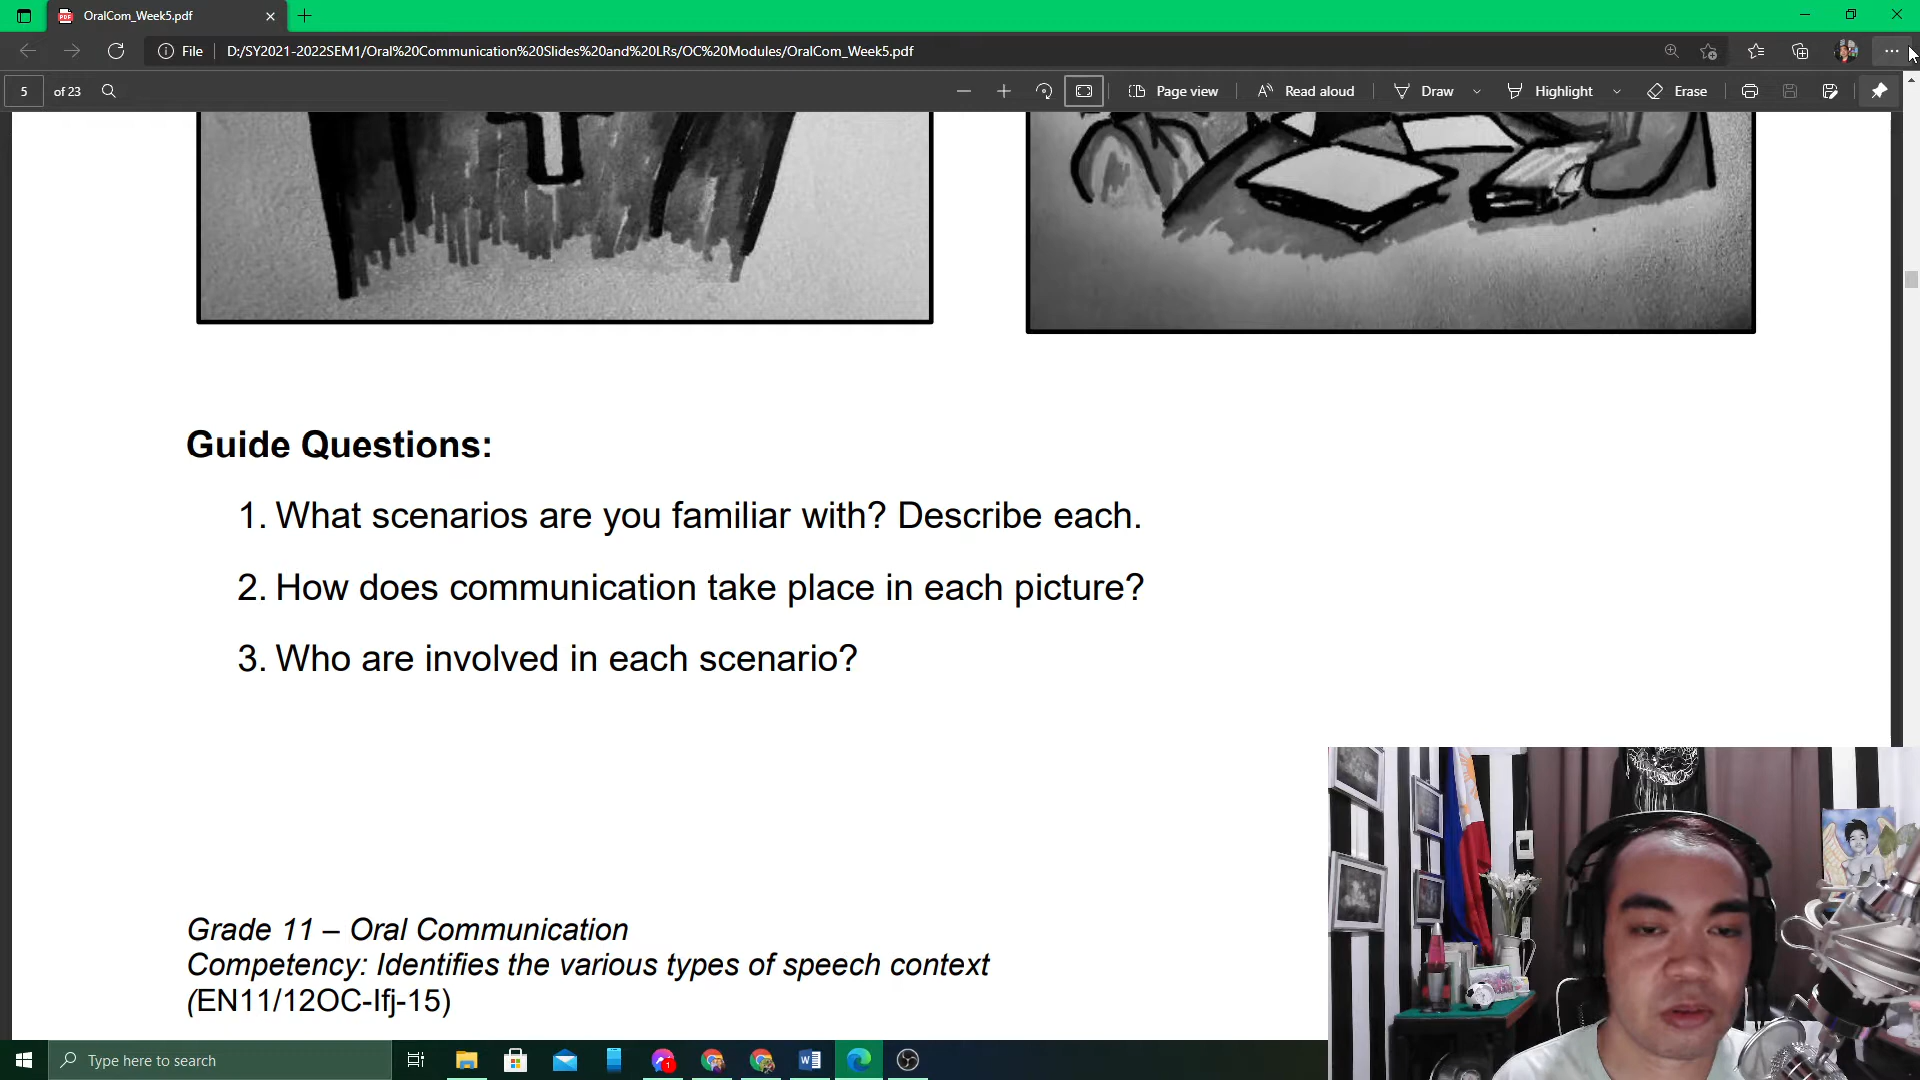 OralCom_Week5.pdf
File
D:/SY2021-2022SEM1/Oral%20Communication%20Slides%20and%20LRs/OC%20Modules/OralCom_Week5.pdf
5 of 23
Page view
Read aloud
Draw
Highlight
Erase
Guide Questions:
1. What scenarios are you familiar with? Describe each.
2. How does communication take place in each picture?
3. Who are involved in each scenario?
Grade 11 – Oral Communication
Competency: Identifies the various types of speech context
(EN11/12OC-Ifj-15)
Type here to search
1